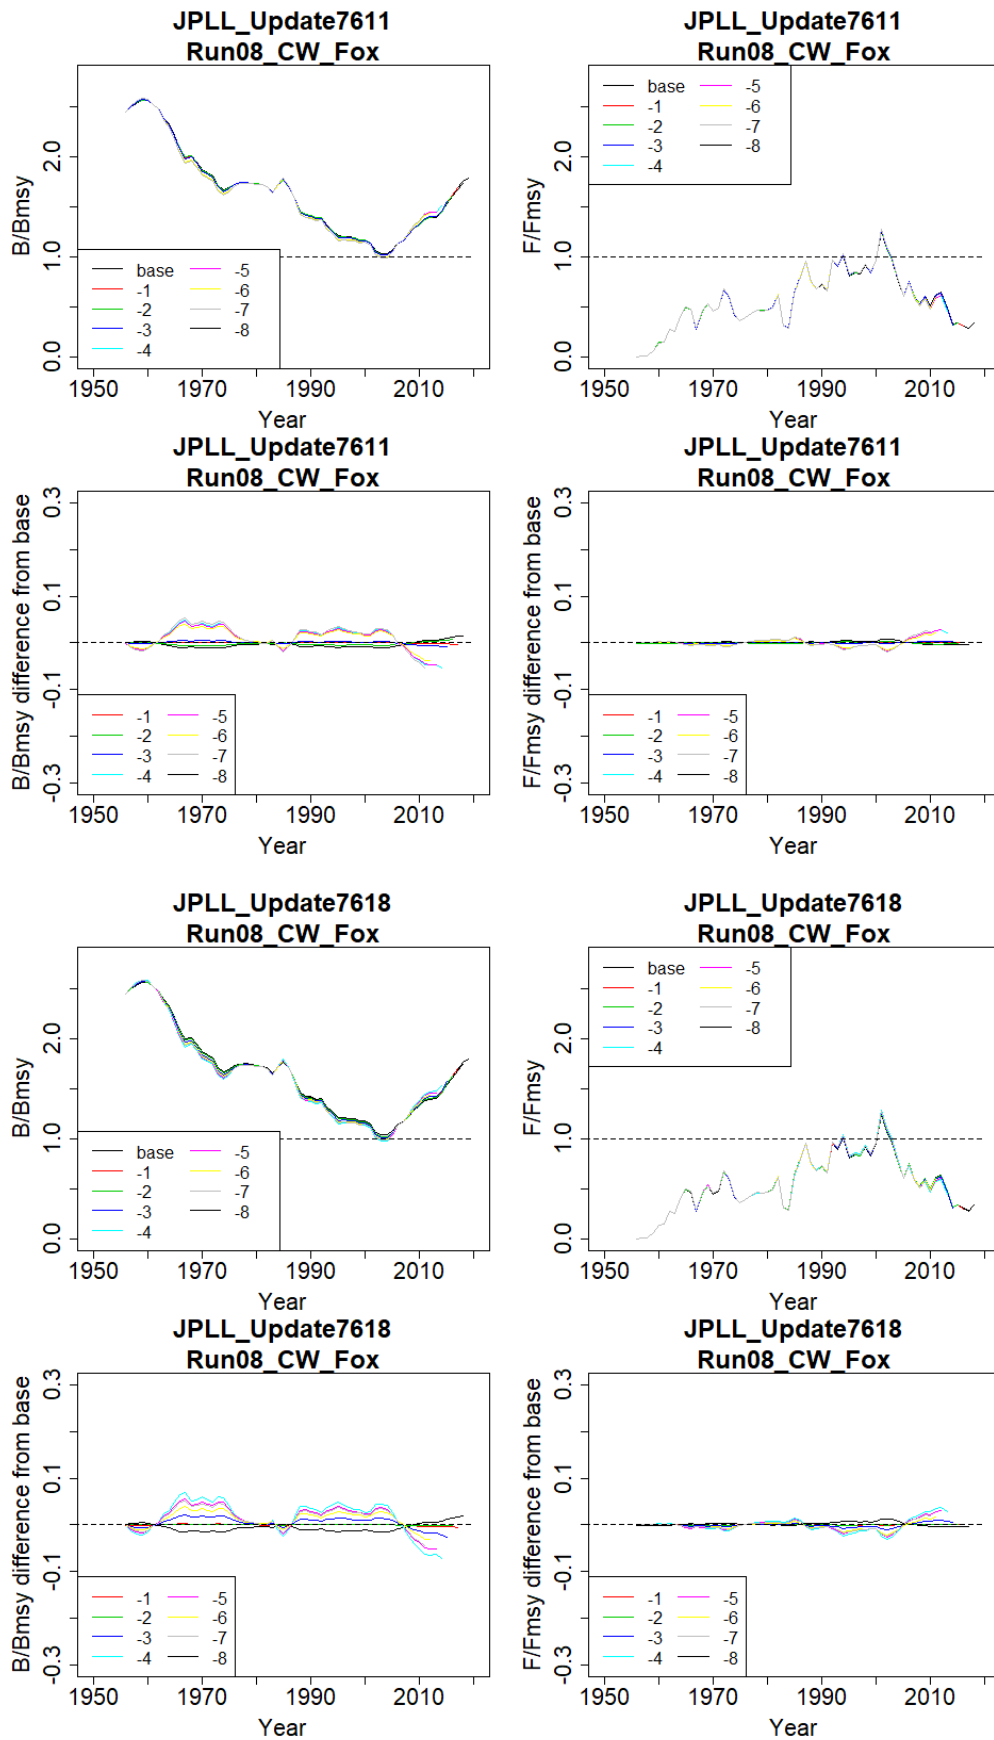 JPLL_Update7611
Run08_CW_Fox
B/Bmsy
0.0 1.0 2.0
base -5
-1 -6
-2 -7
-3 -8
-4
1950 1970 1990 2010
Year
JPLL_Update7611
Run08_CW_Fox
F/Fmsy
0.0 1.0 2.0
base -5
-1 -6
-2 -7
-3 -8
-4
1950 1970 1990 2010
Year
JPLL_Update7611
Run08_CW_Fox
B/Bmsy difference from base
-0.3 -0.1 0.1 0.3
-1 -5
-2 -6
-3 -7
-4 -8
1950 1970 1990 2010
Year
JPLL_Update7611
Run08_CW_Fox
F/Fmsy difference from base
-0.3 -0.1 0.1 0.3
-1 -5
-2 -6
-3 -7
-4 -8
1950 1970 1990 2010
Year
JPLL_Update7618
Run08_CW_Fox
B/Bmsy
0.0 1.0 2.0
base -5
-1 -6
-2 -7
-3 -8
-4
1950 1970 1990 2010
Year
JPLL_Update7618
Run08_CW_Fox
F/Fmsy
0.0 1.0 2.0
base -5
-1 -6
-2 -7
-3 -8
-4
1950 1970 1990 2010
Year
JPLL_Update7618
Run08_CW_Fox
B/Bmsy difference from base
-0.3 -0.1 0.1 0.3
-1 -5
-2 -6
-3 -7
-4 -8
1950 1970 1990 2010
Year
JPLL_Update7618
Run08_CW_Fox
F/Fmsy difference from base
-0.3 -0.1 0.1 0.3
-1 -5
-2 -6
-3 -7
-4 -8
1950 1970 1990 2010
Year